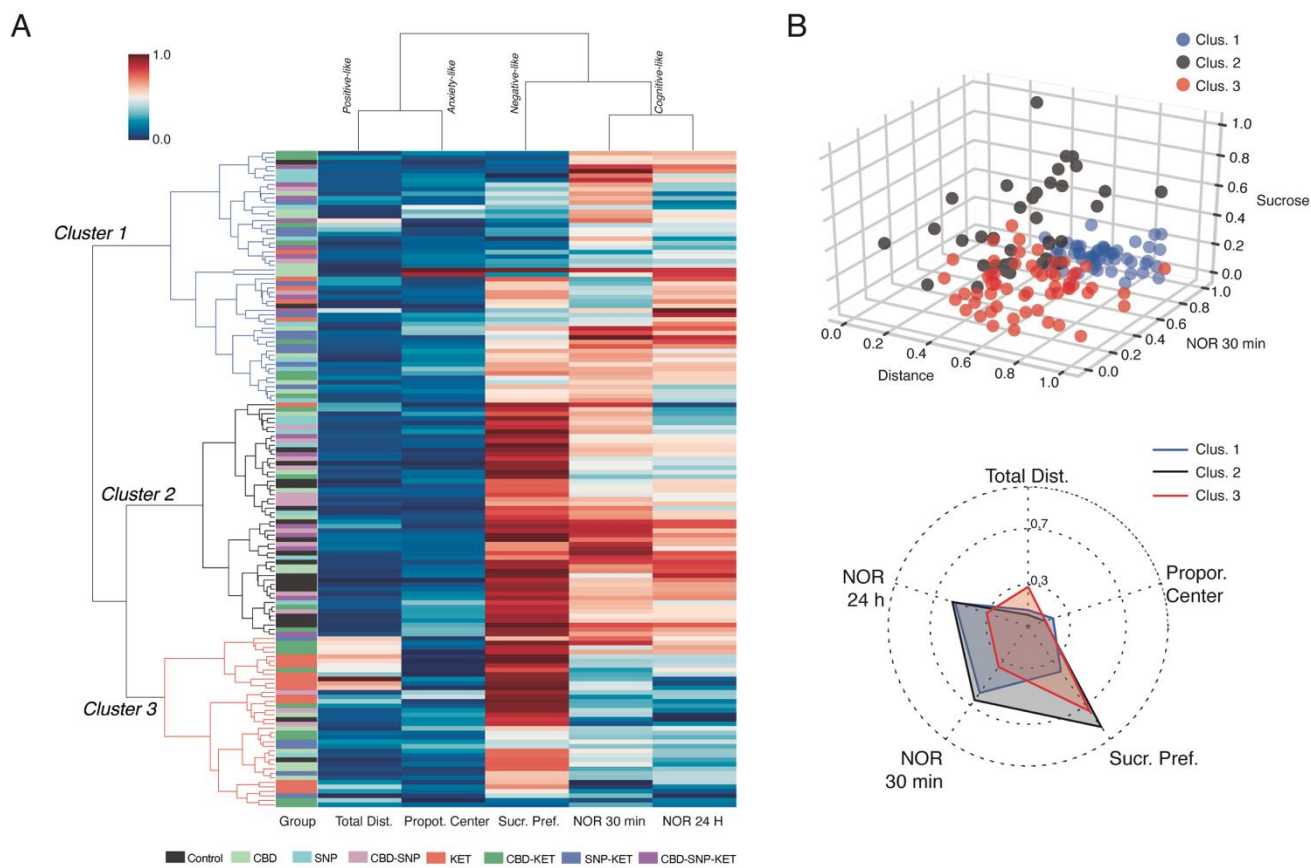 A
1.0
0.0
Positive-like
Anxiety-like
Negative-like
Cognitive-like
Cluster 1
Cluster 2
Cluster 3
Group Total Dist. Propot. Center Sucr. Pref. NOR 30 min NOR 24 H
Control CBD SNP CBD-SNP KET CBD-KET SNP-KET CBD-SNP-KET
B
Clus. 1
Clus. 2
Clus. 3
1.0
0.8
0.6
0.4
0.2
0.0
Sucrose
1.0
0.8
0.6
0.4
0.2
0.0
NOR 30 min
0.0
0.2
0.4
0.6
0.8
1.0
Distance
Clus. 1
Clus. 2
Clus. 3
Total Dist.
0.7
0.3
Propor.
Center
NOR
24 h
NOR
30 min
Sucr. Pref.